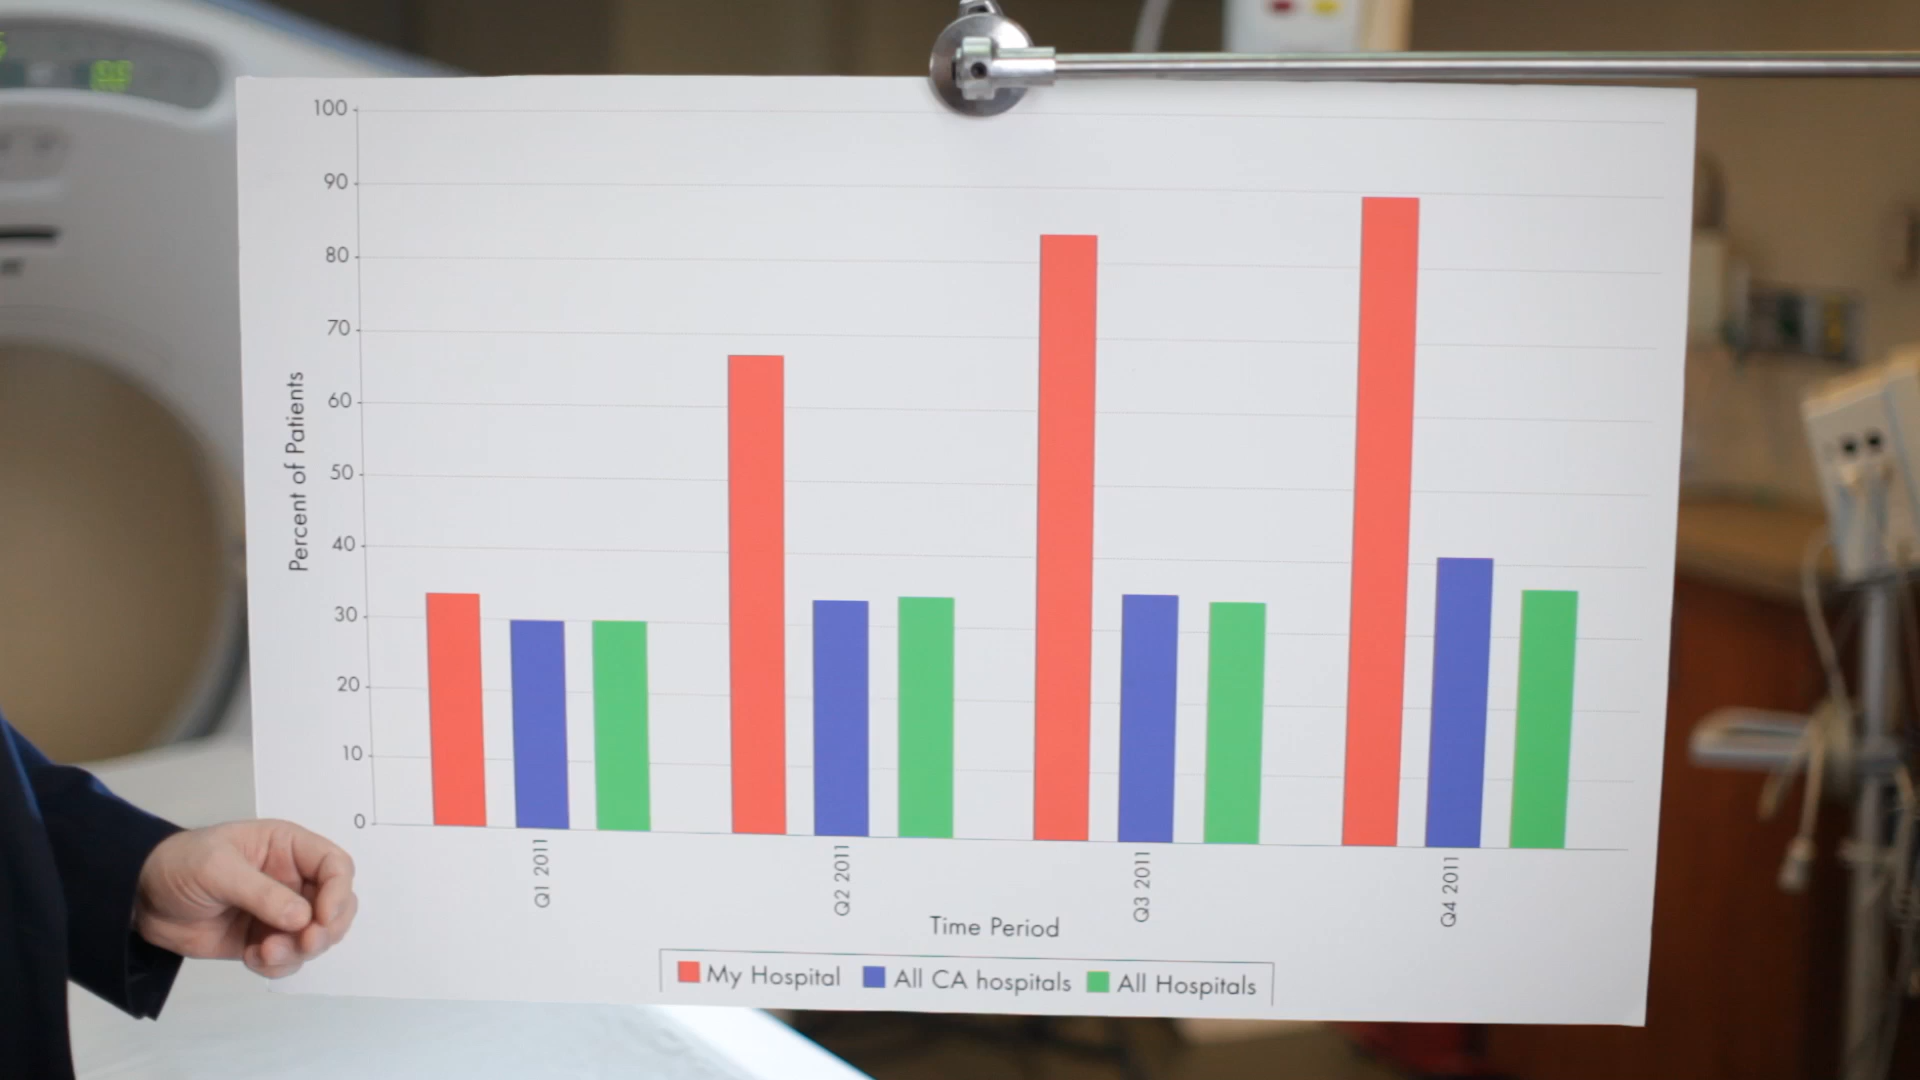 100
90
80
70
60
50
40
30
20
10
0
Percent of Patients
Q1 2011
Q2 2011
Q3 2011
Q4 2011
Time Period
My Hospital All CA hospitals All Hospitals